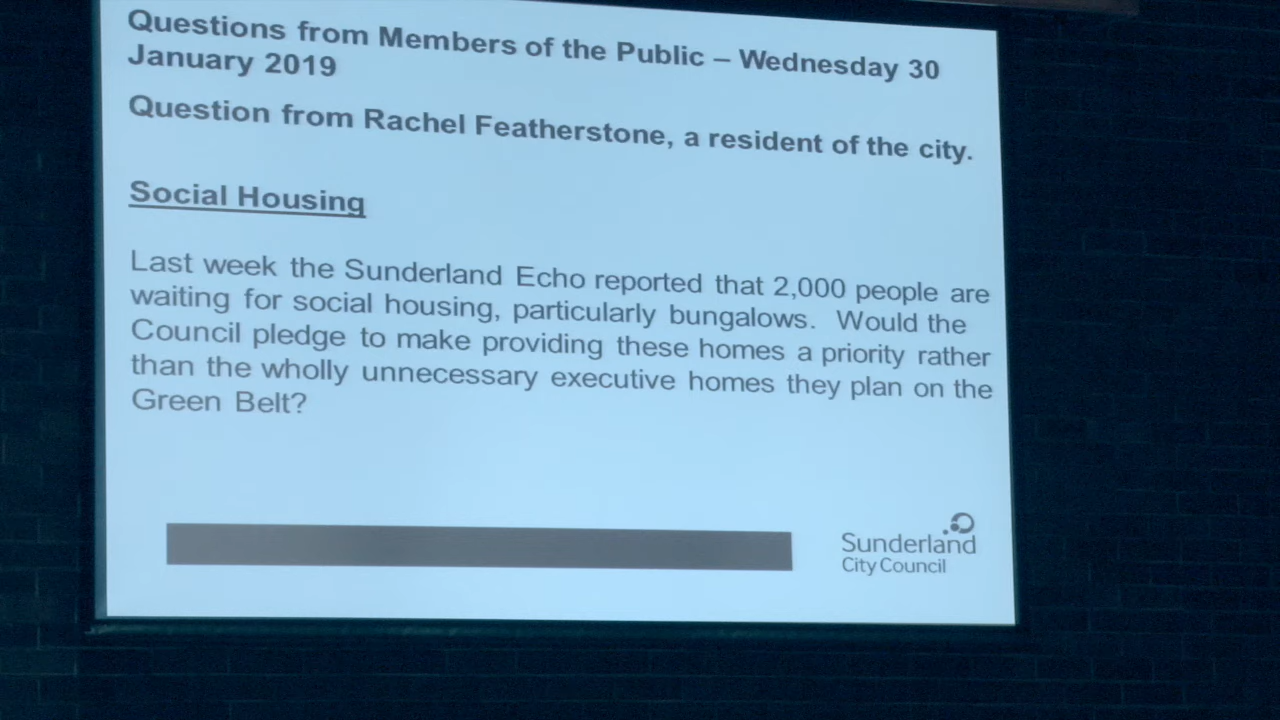 Questions from Members of the Public – Wednesday 30
January 2019
Question from Rachel Featherstone, a resident of the city.
Social Housing
Last week the Sunderland Echo reported that 2,000 people are
waiting for social housing, particularly bungalows. Would the
Council pledge to make providing these homes a priority rather
than the wholly unnecessary executive homes they plan on the
Green Belt?
Sunderland
City Council